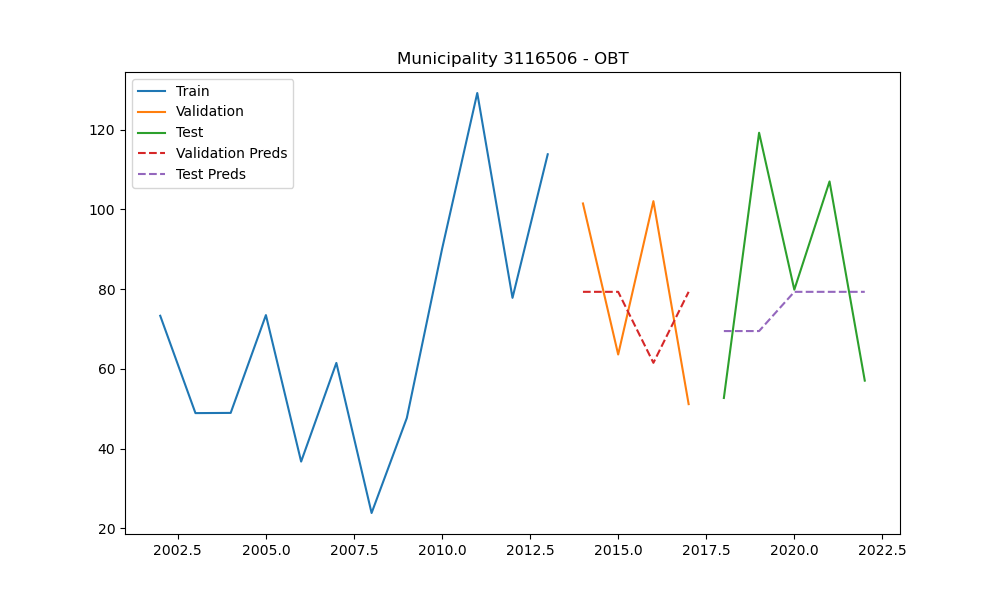 Municipality 3116506 - OBT
Train
Validation
Test
Validation Preds
Test Preds
120
100
80
60
40
20
2002.5 2005.0 2007.5 2010.0 2012.5 2015.0 2017.5 2020.0 2022.5